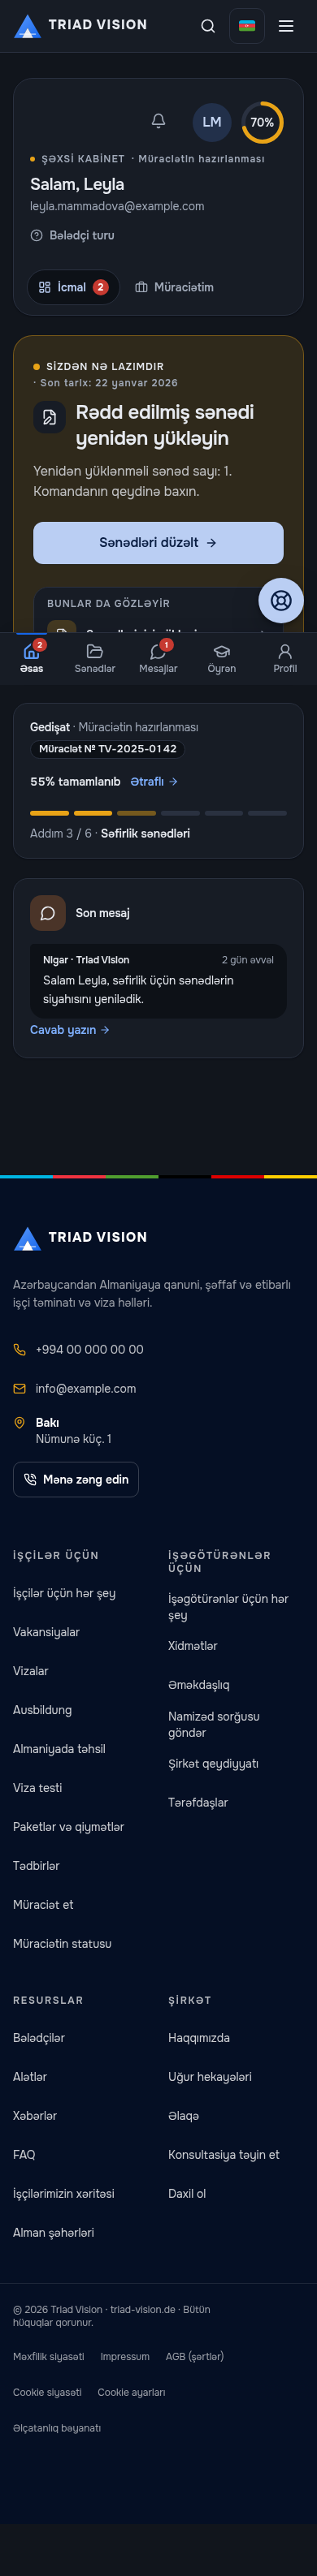 TRIAD VISION
LM
70%
ŞƏXSİ KABİNET · Müraciətin hazırlanması
Salam, Leyla
leyla.mammadova@example.com
Bələdçi turu
İcmal 2
Müraciətim
SİZDƏN NƏ LAZIMDIR
· Son tarix: 22 yanvar 2026
Rədd edilmiş sənədi
yenidən yükləyin
Yenidən yüklənməli sənəd sayı: 1.
Komandanın qeydinə baxın.
Sənədləri düzəlt →
BUNLAR DA GÖZLƏYİR
2
1
Əsas
Sənədlər
Mesajlar
Öyrən
Profil
Gedişat · Müraciətin hazırlanması
Müraciət № TV-2025-0142
55% tamamlanıb Ətraflı →
Addım 3 / 6 · Səfirlik sənədləri
Son mesaj
Nigar · Triad Vision
2 gün əvvəl
Salam Leyla, səfirlik üçün sənədlərin
siyahısını yenilədik.
Cavab yazın →
TRIAD VISION
Azərbaycandan Almaniyaya qanuni, şəffaf və etibarlı
işçi təminatı və viza həlləri.
+994 00 000 00 00
info@example.com
Bakı
Nümunə küç. 1
Mənə zəng edin
İŞÇİLƏR ÜÇÜN
İşçilər üçün hər şey
Vakansiyalar
Vizalar
Ausbildung
Almaniyada təhsil
Viza testi
Paketlər və qiymətlər
Tədbirlər
Müraciət et
Müraciətin statusu
İŞƏGÖTÜRƏNLƏR
ÜÇÜN
İşəgötürənlər üçün hər
şey
Xidmətlər
Əməkdaşlıq
Namizəd sorğusu
göndər
Şirkət qeydiyyatı
Tərəfdaşlar
RESURSLAR
Bələdçilər
Alətlər
Xəbərlər
FAQ
İşçilərimizin xəritəsi
Alman şəhərləri
ŞİRKƏT
Haqqımızda
Uğur hekayələri
Əlaqə
Konsultasiya təyin et
Daxil ol
© 2026 Triad Vision · triad-vision.de · Bütün
hüquqlar qorunur.
Məxfilik siyasəti Impressum AGB (şərtlər)
Cookie siyasəti Cookie ayarları
Əlçatanlıq bəyanatı